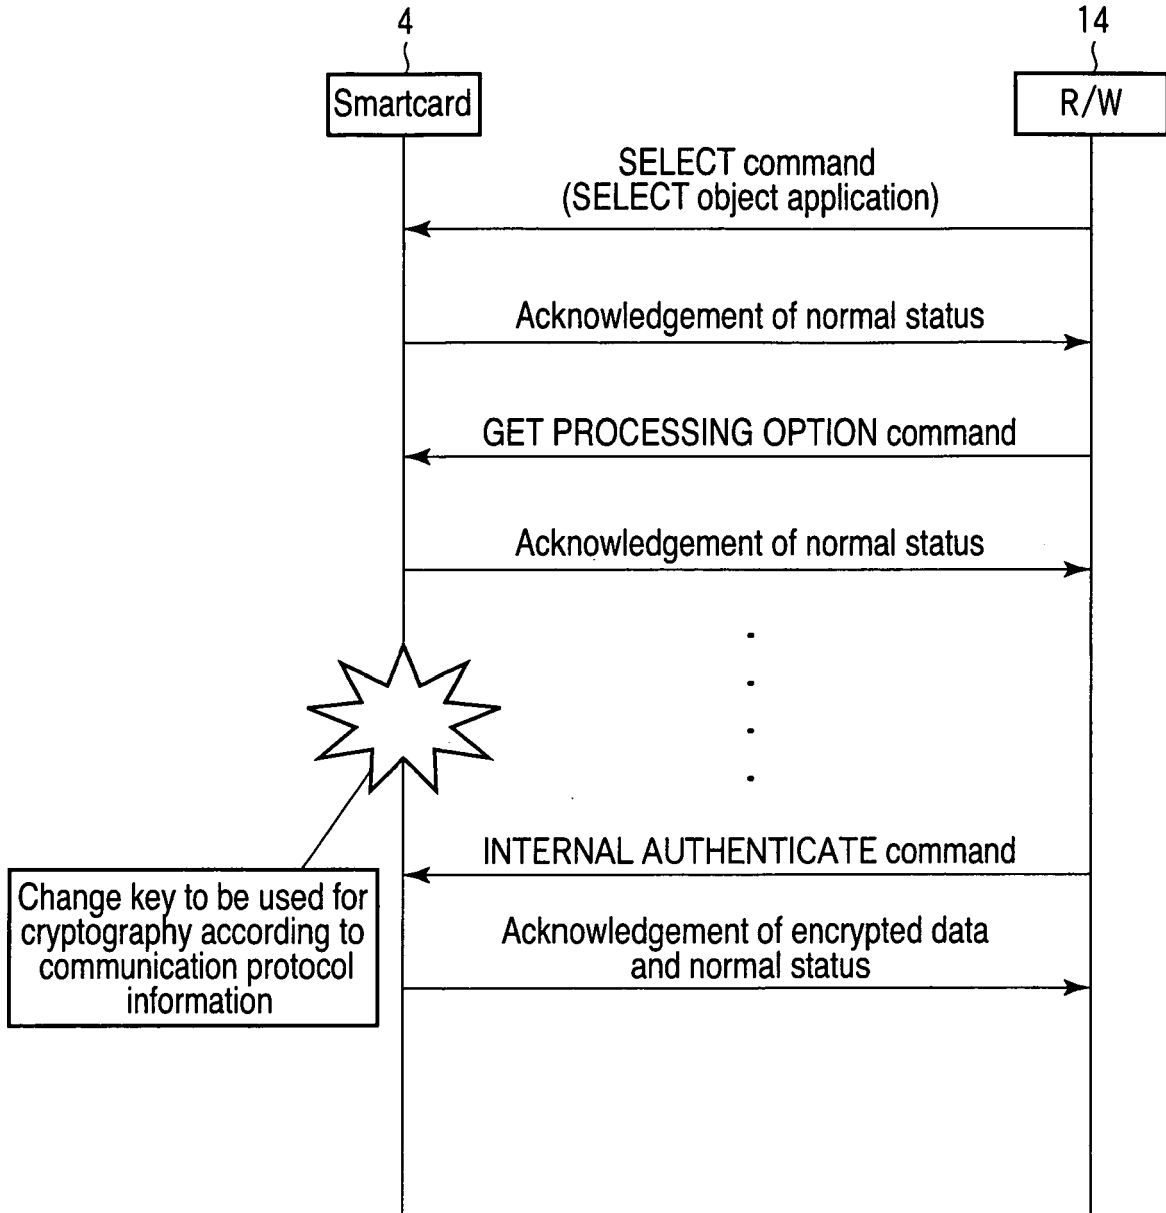 4
14
Smartcard
R/W
SELECT command
(SELECT object application)
Acknowledgement of normal status
GET PROCESSING OPTION command
Acknowledgement of normal status
INTERNAL AUTHENTICATE command
Change key to be used for
cryptography according to
communication protocol
information
Acknowledgement of encrypted data
and normal status